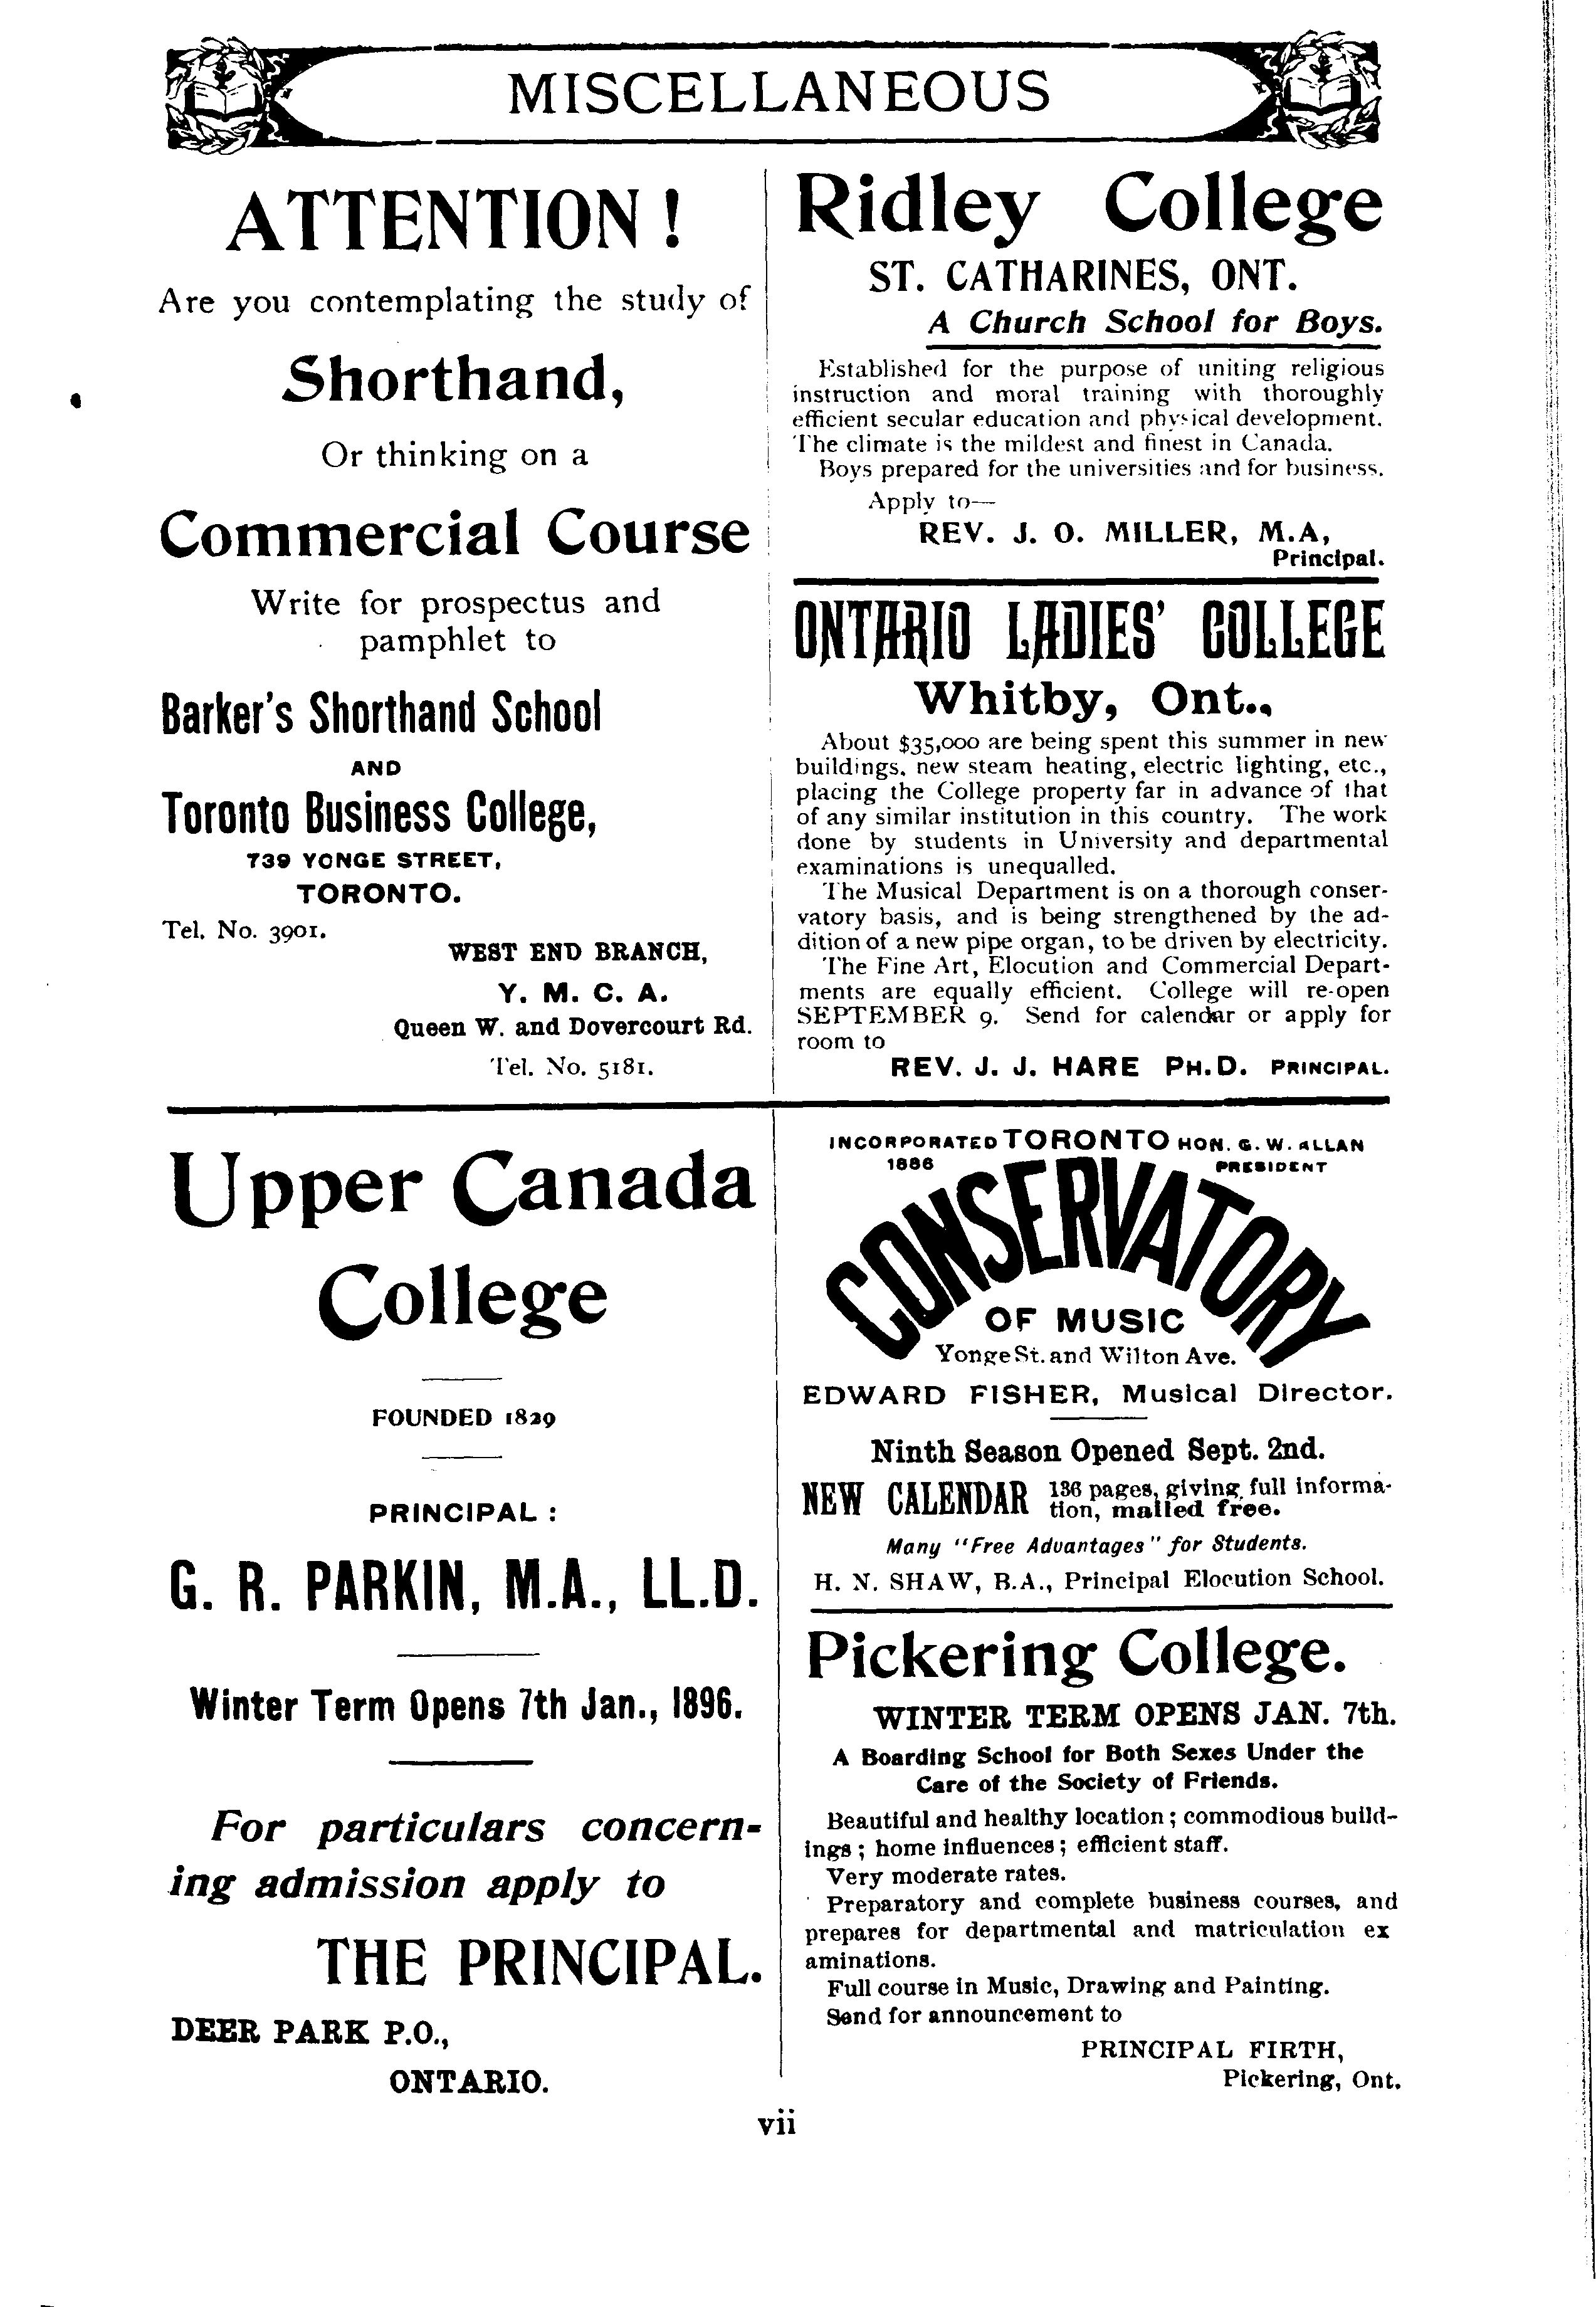 MISCELLANEOUS
ATTENTION !
Are you contemplating the study of
Shorthand,
Or thinking on a
Commercial Course
Write for prospectus and
pamphlet to
Barker's Shorthand School
AND
Toronto Business College,
739 YONGE STREET,
TORONTO.
Tel. No. 3901.
WEST END BRANCH,
Y. M. C. A.
Queen W. and Dovercourt Rd.
Tel. No. 5181.
Ridley College
ST. CATHARINES, ONT.
A Church School for Boys.
Established for the purpose of uniting religious
instruction and moral training with thoroughly
efficient secular education and physical development.
The climate is the mildest and finest in Canada.
Boys prepared for the universities and for business.
Apply to—
REV. J. O. MILLER, M.A,
Principal.
ONTARIO LADIES' COLLEGE
Whitby, Ont.,
About $35,000 are being spent this summer in new
buildings, new steam heating, electric lighting, etc.,
placing the College property far in advance of that
of any similar institution in this country. The work
done by students in University and departmental
examinations is unequalled.
The Musical Department is on a thorough conser-
vatory basis, and is being strengthened by the ad-
dition of a new pipe organ, to be driven by electricity.
The Fine Art, Elocution and Commercial Depart-
ments are equally efficient. College will re-open
SEPTEMBER 9. Send for calendar or apply for
room to
REV. J. J. HARE PH.D. PRINCIPAL.
Upper Canada
College
FOUNDED 1829
PRINCIPAL :
G. R. PARKIN, M.A., LL.D.
Winter Term Opens 7th Jan., 1896.
For particulars concern-
ing admission apply to
THE PRINCIPAL.
DEER PARK P.O.,
ONTARIO.
INCORPORATED TORONTO HON. G. W. ALLAN
1886 PRESIDENT
CONSERVATORY
OF MUSIC
Yonge St. and Wilton Ave.
EDWARD FISHER, Musical Director.
Ninth Season Opened Sept. 2nd.
NEW CALENDAR 136 pages, giving full informa-
tion, mailed free.
Many "Free Advantages" for Students.
H. N. SHAW, B.A., Principal Elocution School.
Pickering College.
WINTER TERM OPENS JAN. 7th.
A Boarding School for Both Sexes Under the
Care of the Society of Friends.
Beautiful and healthy location ; commodious build-
ings ; home influences ; efficient staff.
Very moderate rates.
Preparatory and complete business courses, and
prepares for departmental and matriculation ex
aminations.
Full course in Music, Drawing and Painting.
Send for announcement to
PRINCIPAL FIRTH,
Pickering, Ont.
vii